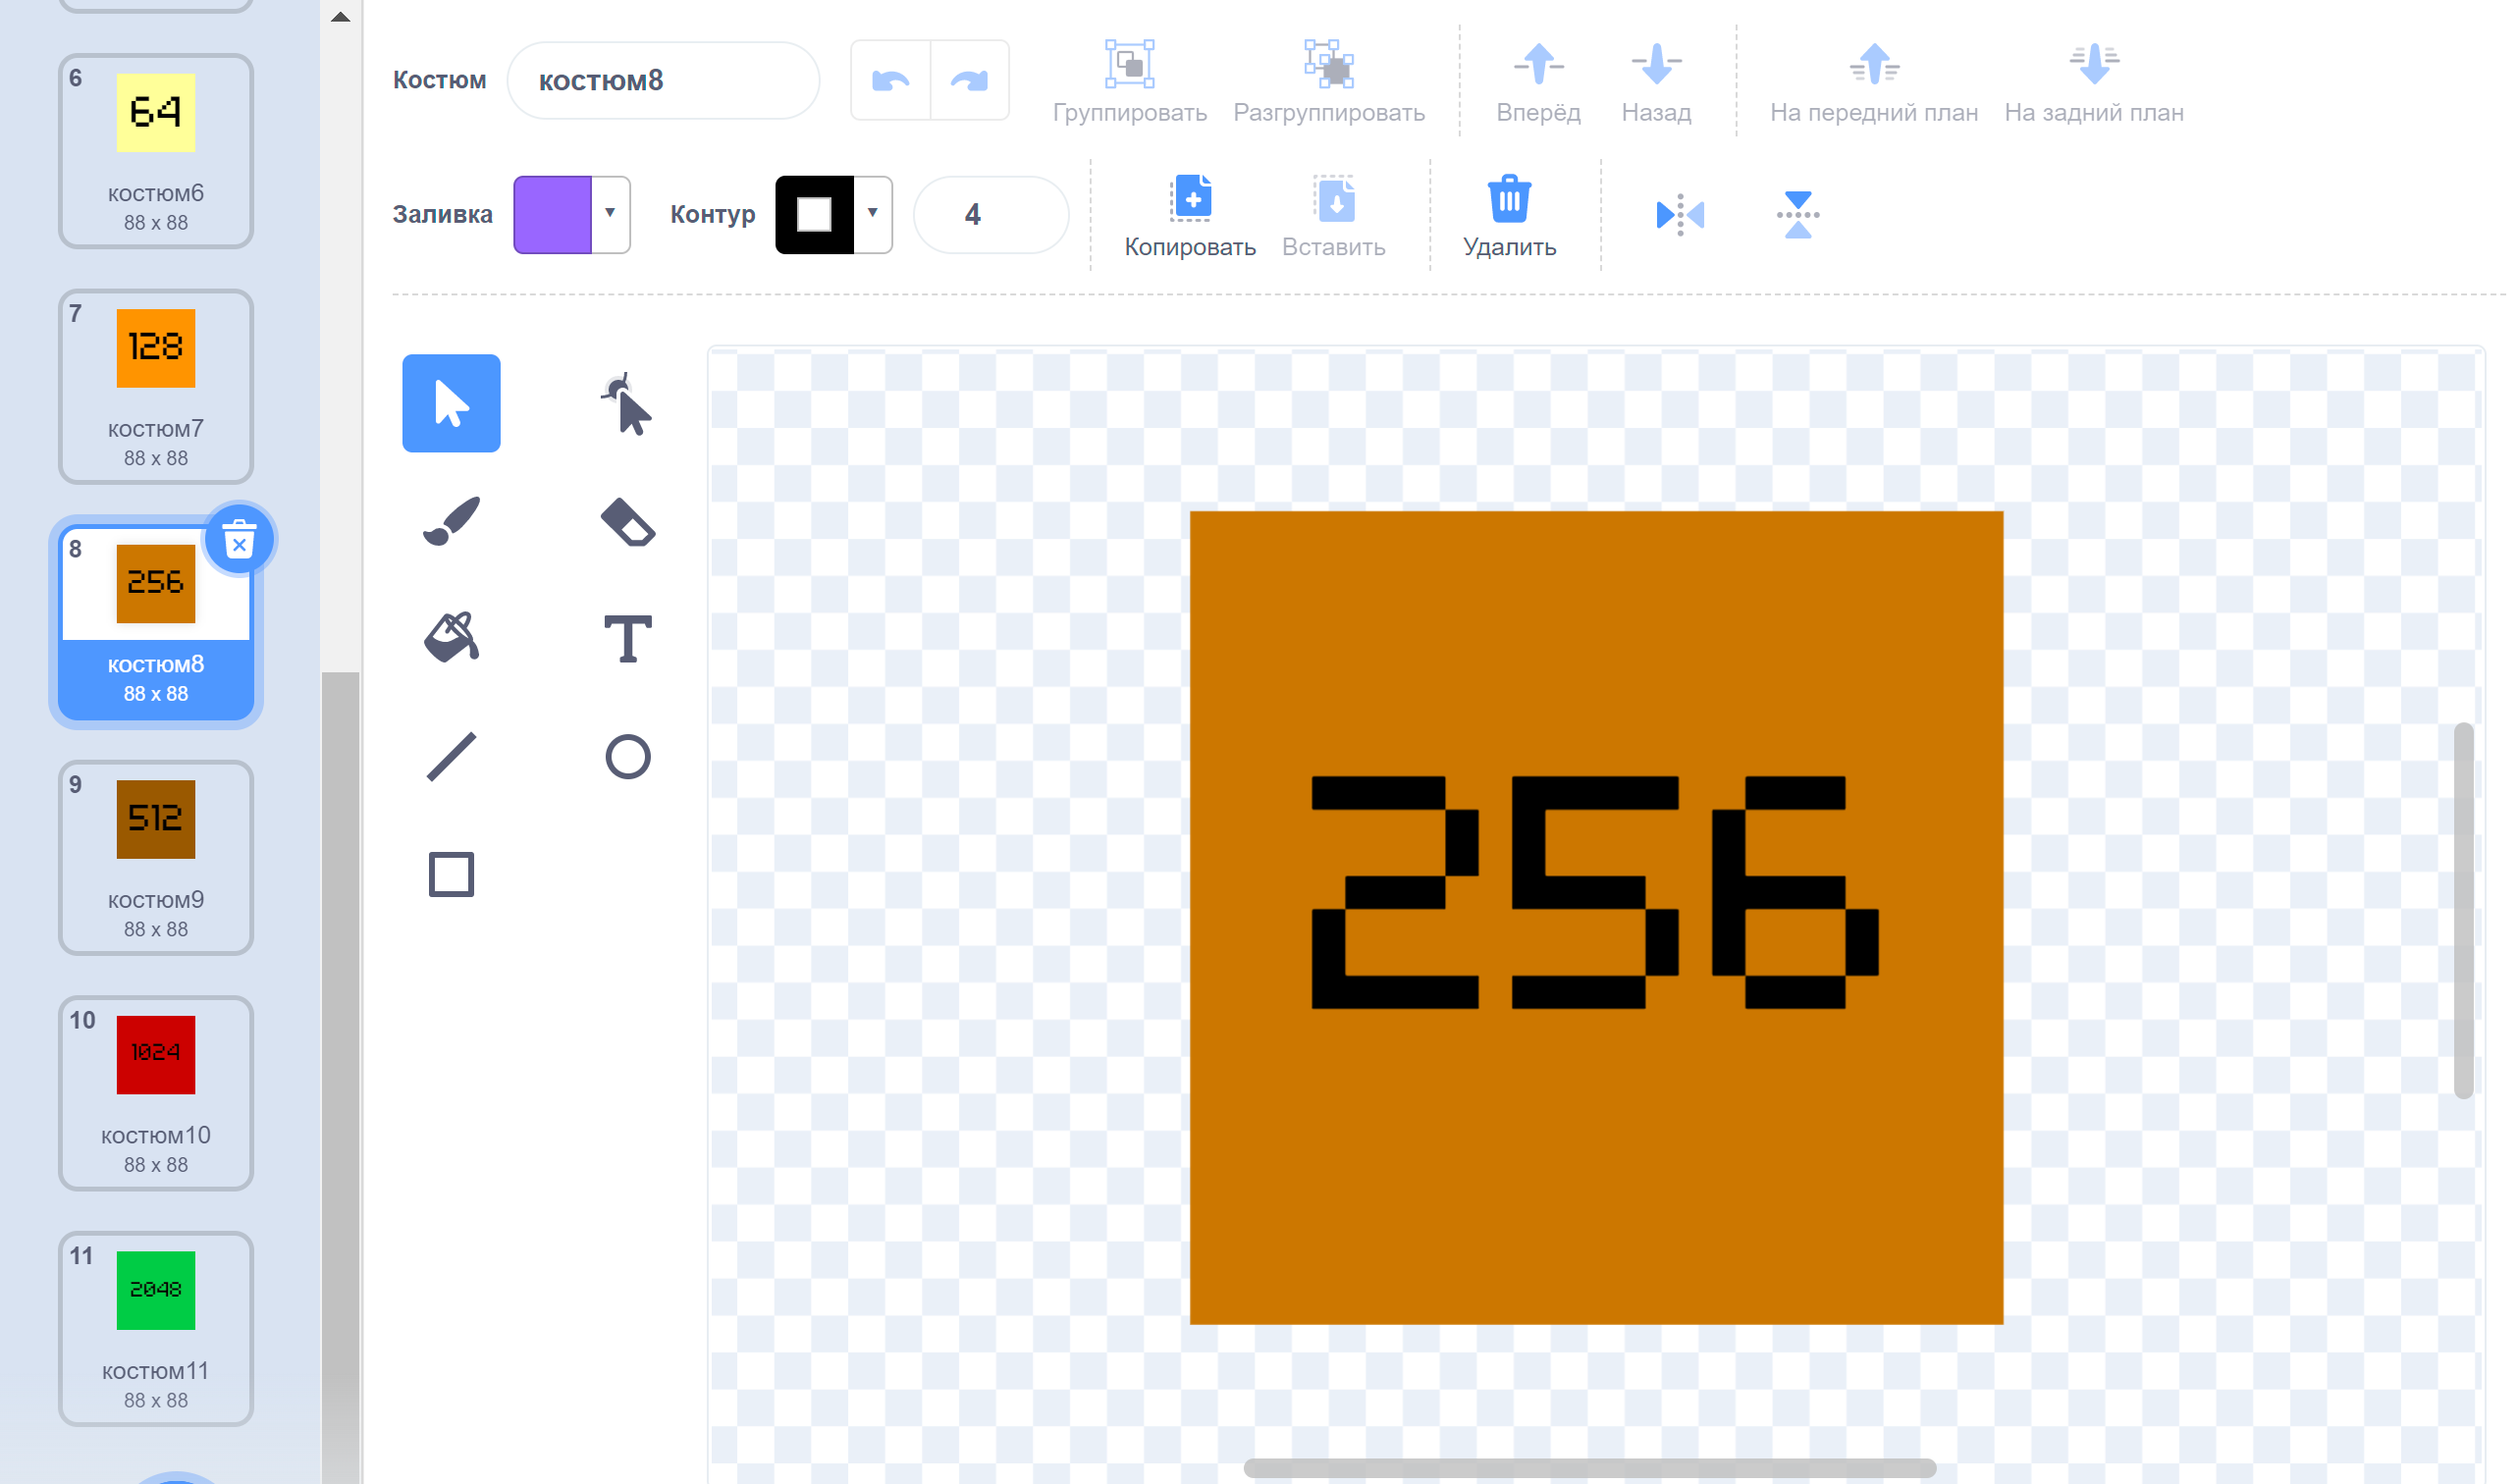 6
64
костюм6
88 x 88
7
128
костюм7
88 x 88
8
256
костюм8
88 x 88
9
512
костюм9
88 x 88
10
1024
костюм10
88 x 88
11
2048
костюм11
88 x 88
Костюм костюм8
Группировать Разгруппировать Вперёд Назад На передний план На задний план
Заливка Контур 4
Копировать Вставить Удалить
T
256